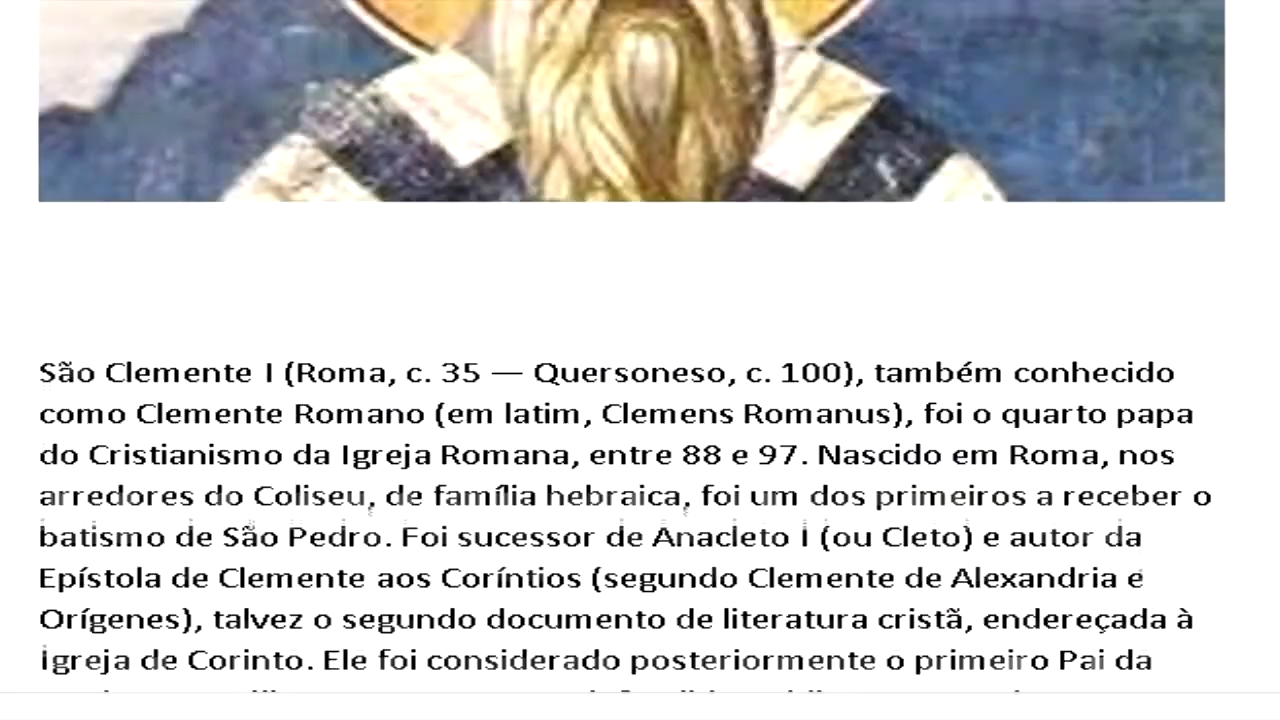 São Clemente I (Roma, c. 35 — Quersoneso, c. 100), também conhecido
como Clemente Romano (em latim, Clemens Romanus), foi o quarto papa
do Cristianismo da Igreja Romana, entre 88 e 97. Nascido em Roma, nos
arredores do Coliseu, de família hebraica, foi um dos primeiros a receber o
batismo de São Pedro. Foi sucessor de Anacleto I (ou Cleto) e autor da
Epístola de Clemente aos Coríntios (segundo Clemente de Alexandria e
Orígenes), talvez o segundo documento de literatura cristã, endereçada à
igreja de Corinto. Ele foi considerado posteriormente o primeiro Pai da